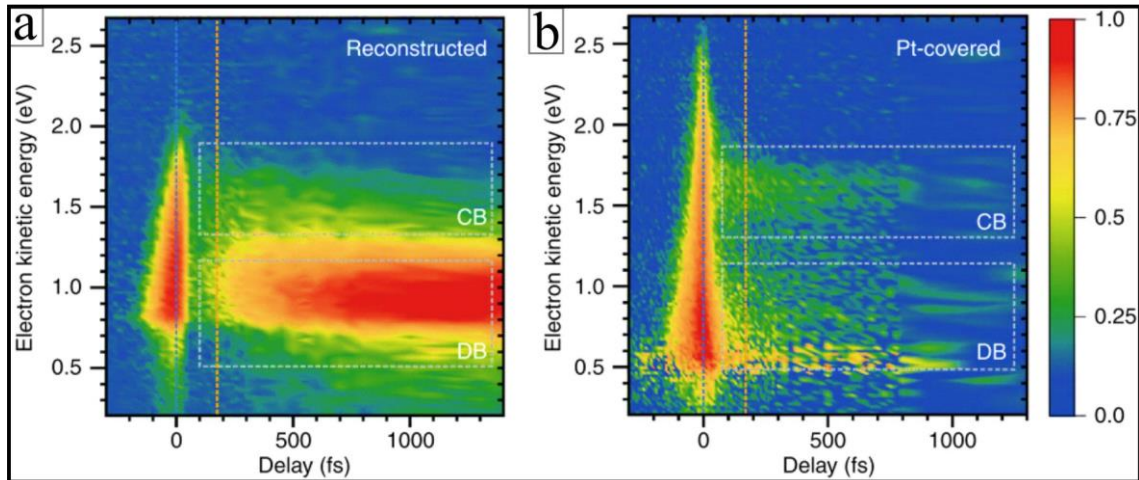 a
Reconstructed
Electron kinetic energy (eV)
2.5
2.0
1.5
1.0
0.5
CB
DB
0
500
1000
Delay (fs)
b
Pt-covered
Electron kinetic energy (eV)
2.5
2.0
1.5
1.0
0.5
CB
DB
0
500
1000
Delay (fs)
1.0
0.75
0.5
0.25
0.0